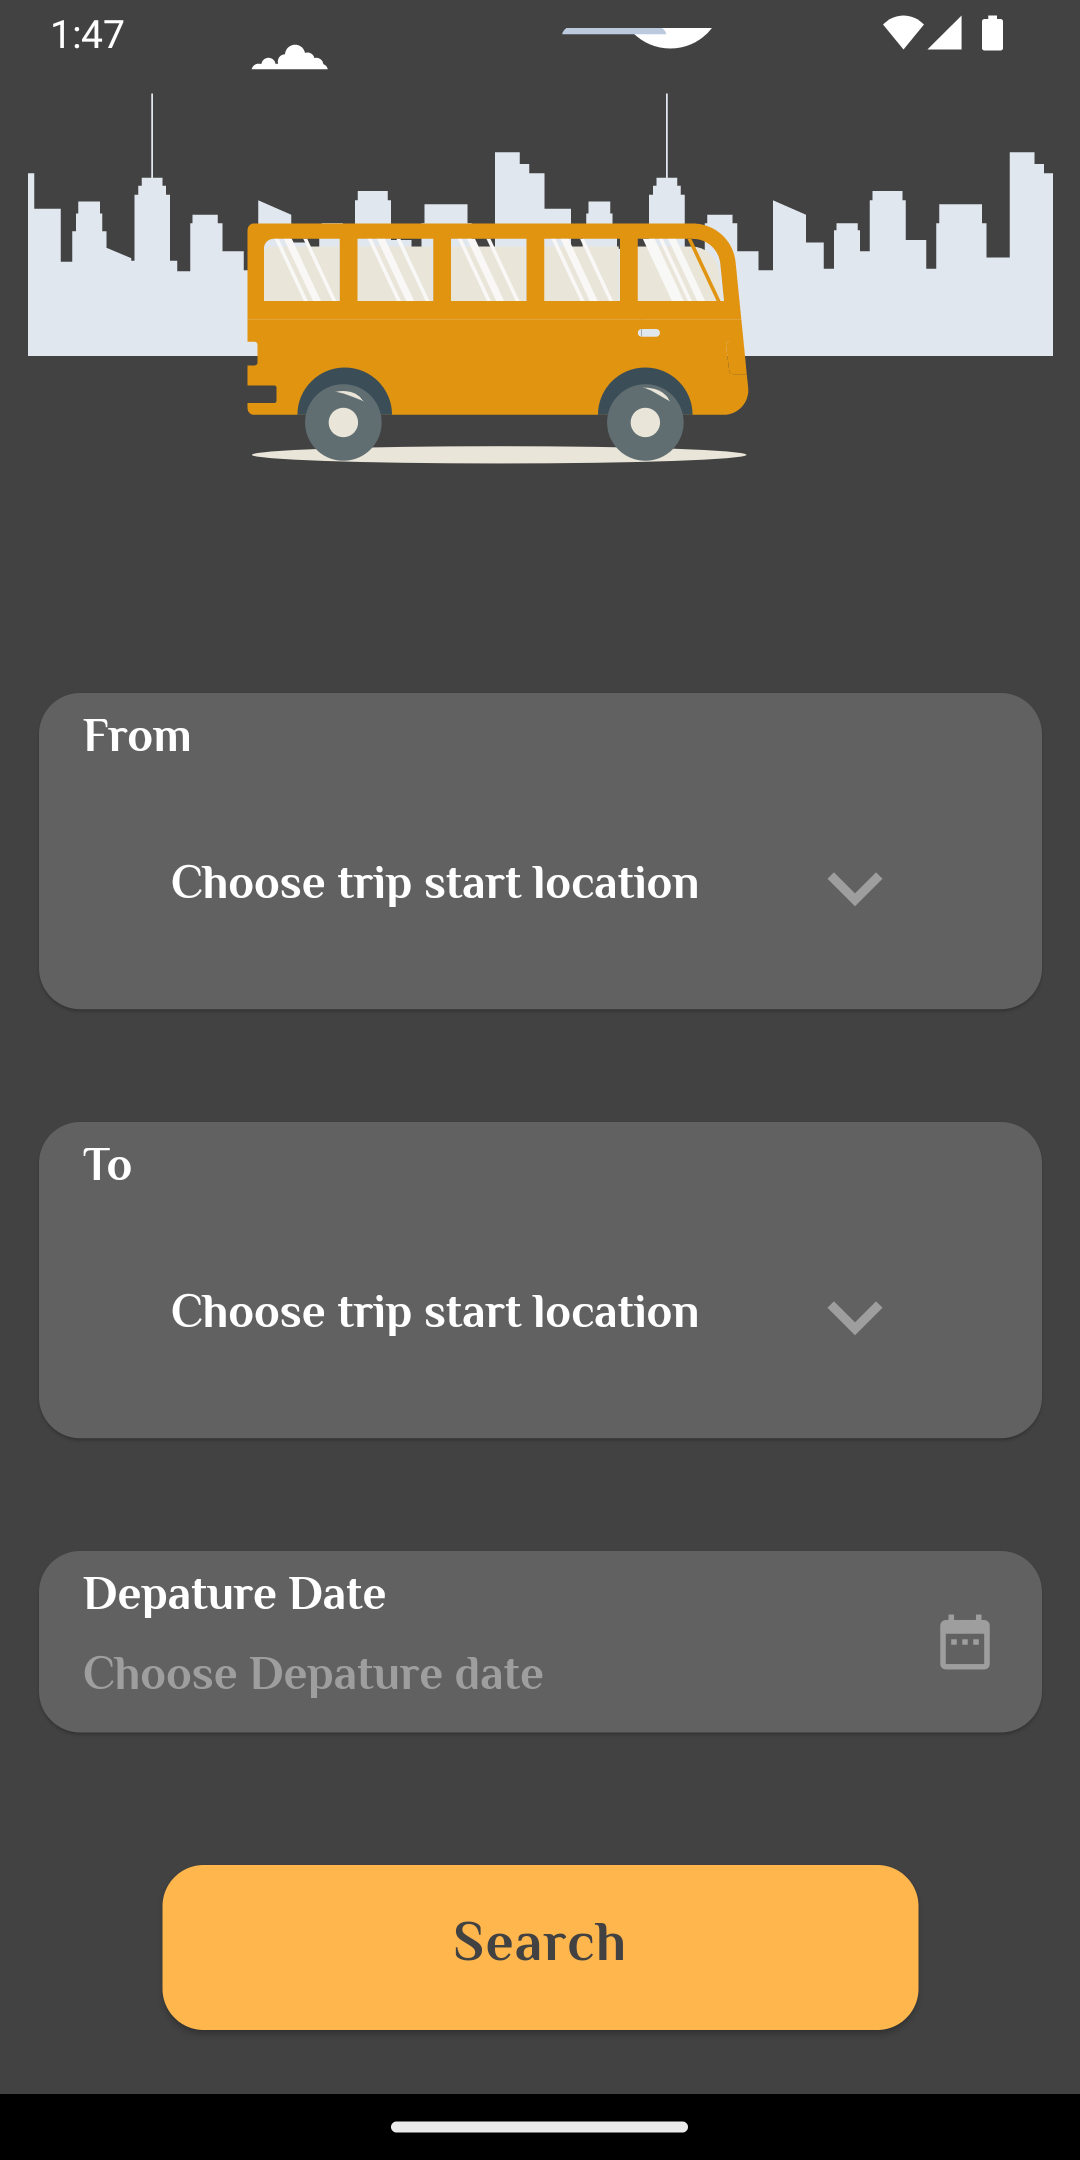 1:47
From
Choose trip start location
To
Choose trip start location
Depature Date
Choose Depature date
Search